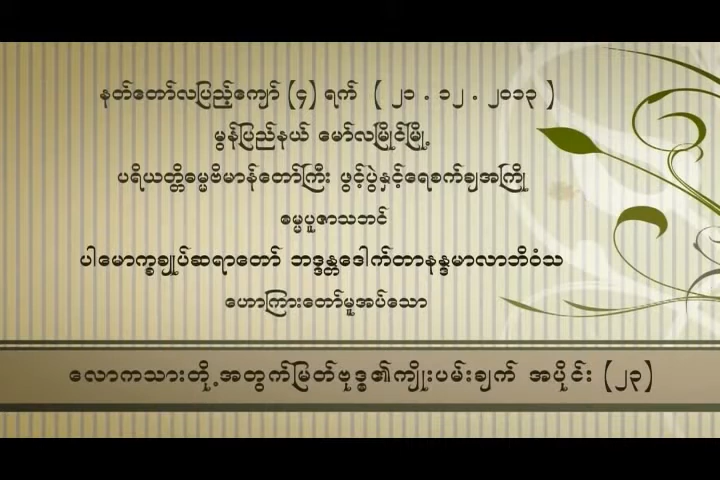 နတ်တော်လပြည့်ကျော် (၄) ရက် ( ၂၁ . ၁၂ . ၂၀၁၃ )
မွန်ပြည်နယ် မော်လမြိုင်မြို့
ပရိယတ္တိဓမ္မဗိမာန်တော်ကြီး ဖွင့်ပွဲနှင့်ရေစက်ချအကြို
ဓမ္မပူဇာသဘင်
ပါမောက္ခချုပ်ဆရာတော် ဘဒ္ဒန္တဒေါက်တာနန္ဒမာလာဘိဝံသ
ဟောကြားတော်မူအပ်သော
လောကသားတို့အတွက်မြတ်ဗုဒ္ဓ၏ကျိုးပမ်းချက် အပိုင်း (၂၃)